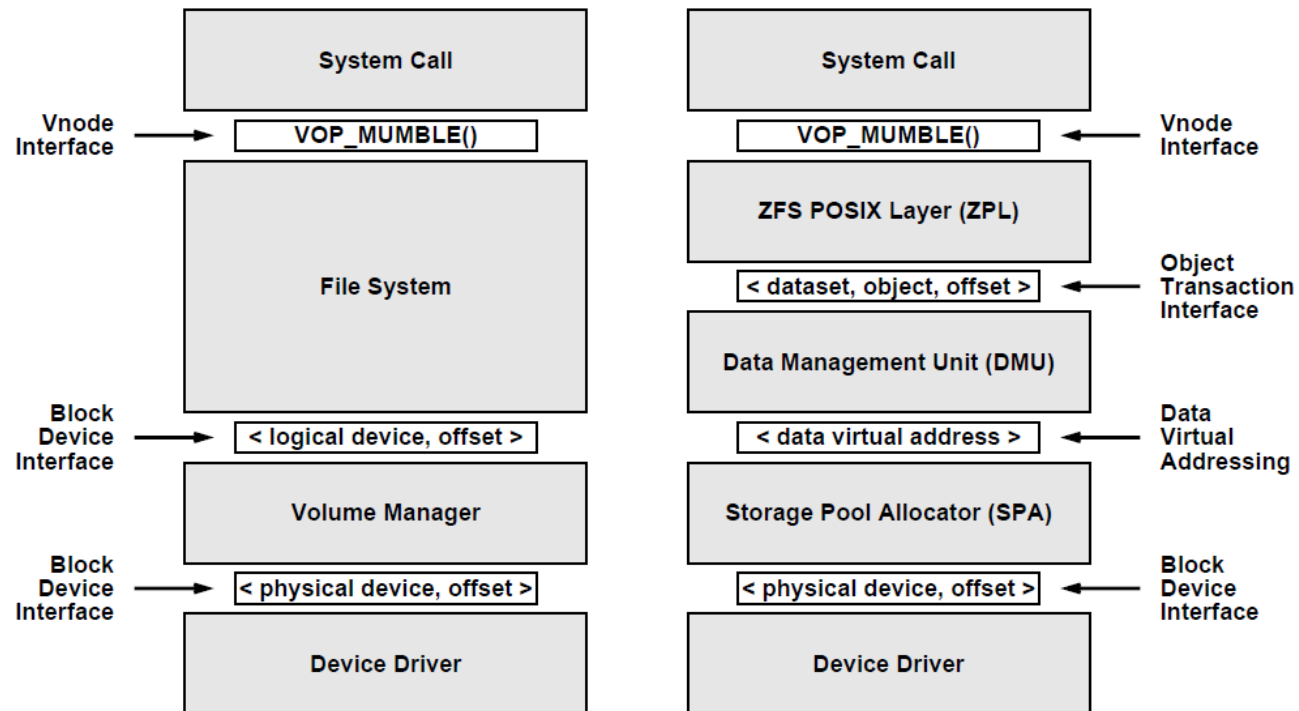 System Call
Vnode
Interface
VOP_MUMBLE()
File System
Block
Device
Interface
< logical device, offset >
Volume Manager
Block
Device
Interface
< physical device, offset >
Device Driver
System Call
VOP_MUMBLE()
Vnode
Interface
ZFS POSIX Layer (ZPL)
< dataset, object, offset >
Object
Transaction
Interface
Data Management Unit (DMU)
< data virtual address >
Data
Virtual
Addressing
Storage Pool Allocator (SPA)
< physical device, offset >
Block
Device
Interface
Device Driver